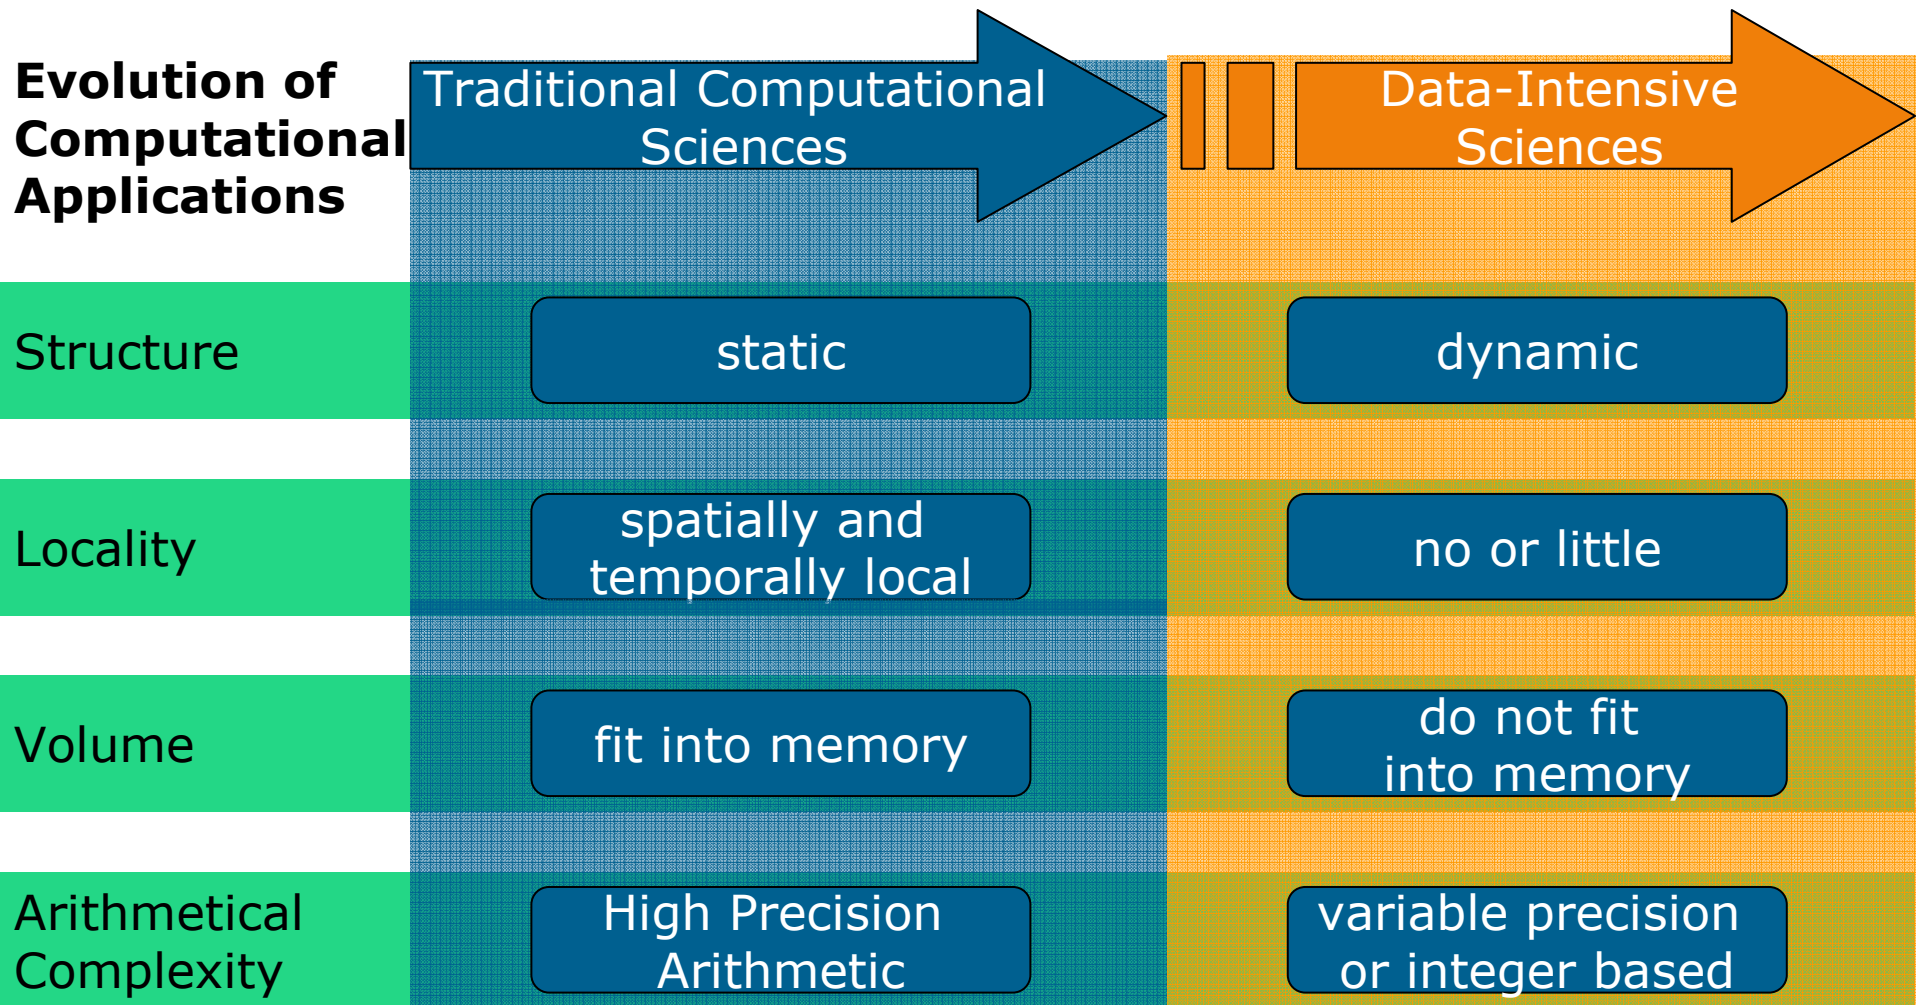 Evolution of
Computational
Applications
Traditional Computational
Sciences
Data-Intensive
Sciences
Structure
static
dynamic
Locality
spatially and
temporally local
no or little
Volume
fit into memory
do not fit
into memory
Arithmetical
Complexity
High Precision
Arithmetic
variable precision
or integer based